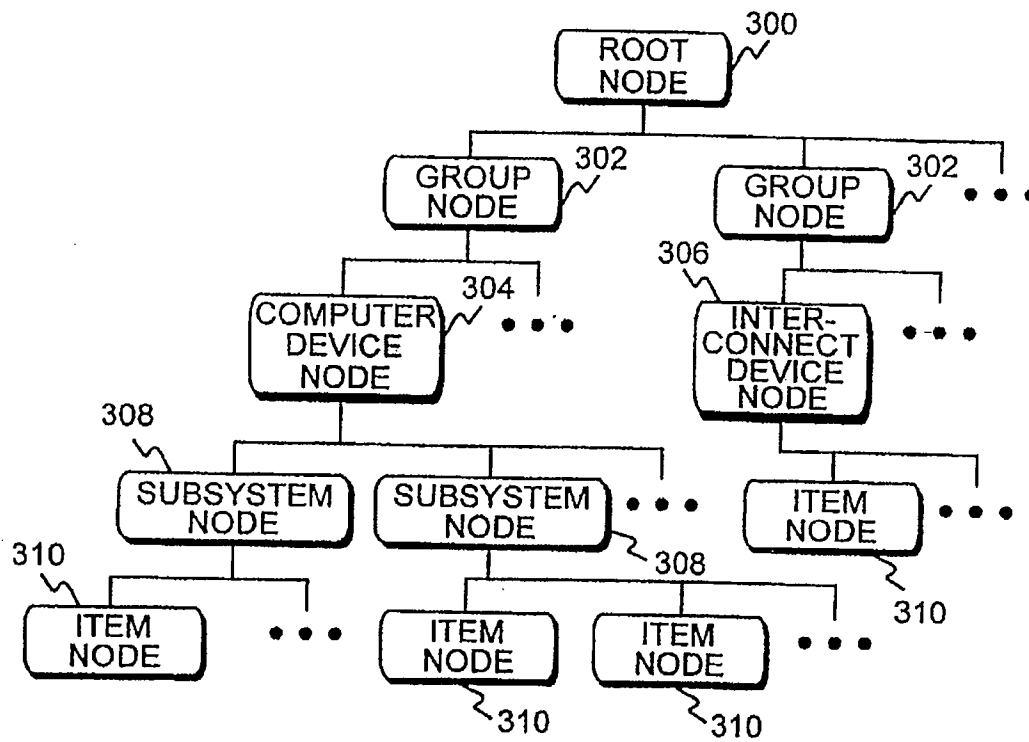 300
ROOT
NODE
302
GROUP
NODE
302
GROUP
NODE
304
COMPUTER
DEVICE
NODE
306
INTER-
CONNECT
DEVICE
NODE
308
SUBSYSTEM
NODE
SUBSYSTEM
NODE
308
ITEM
NODE
310
310
ITEM
NODE
ITEM
NODE
310
ITEM
NODE
310